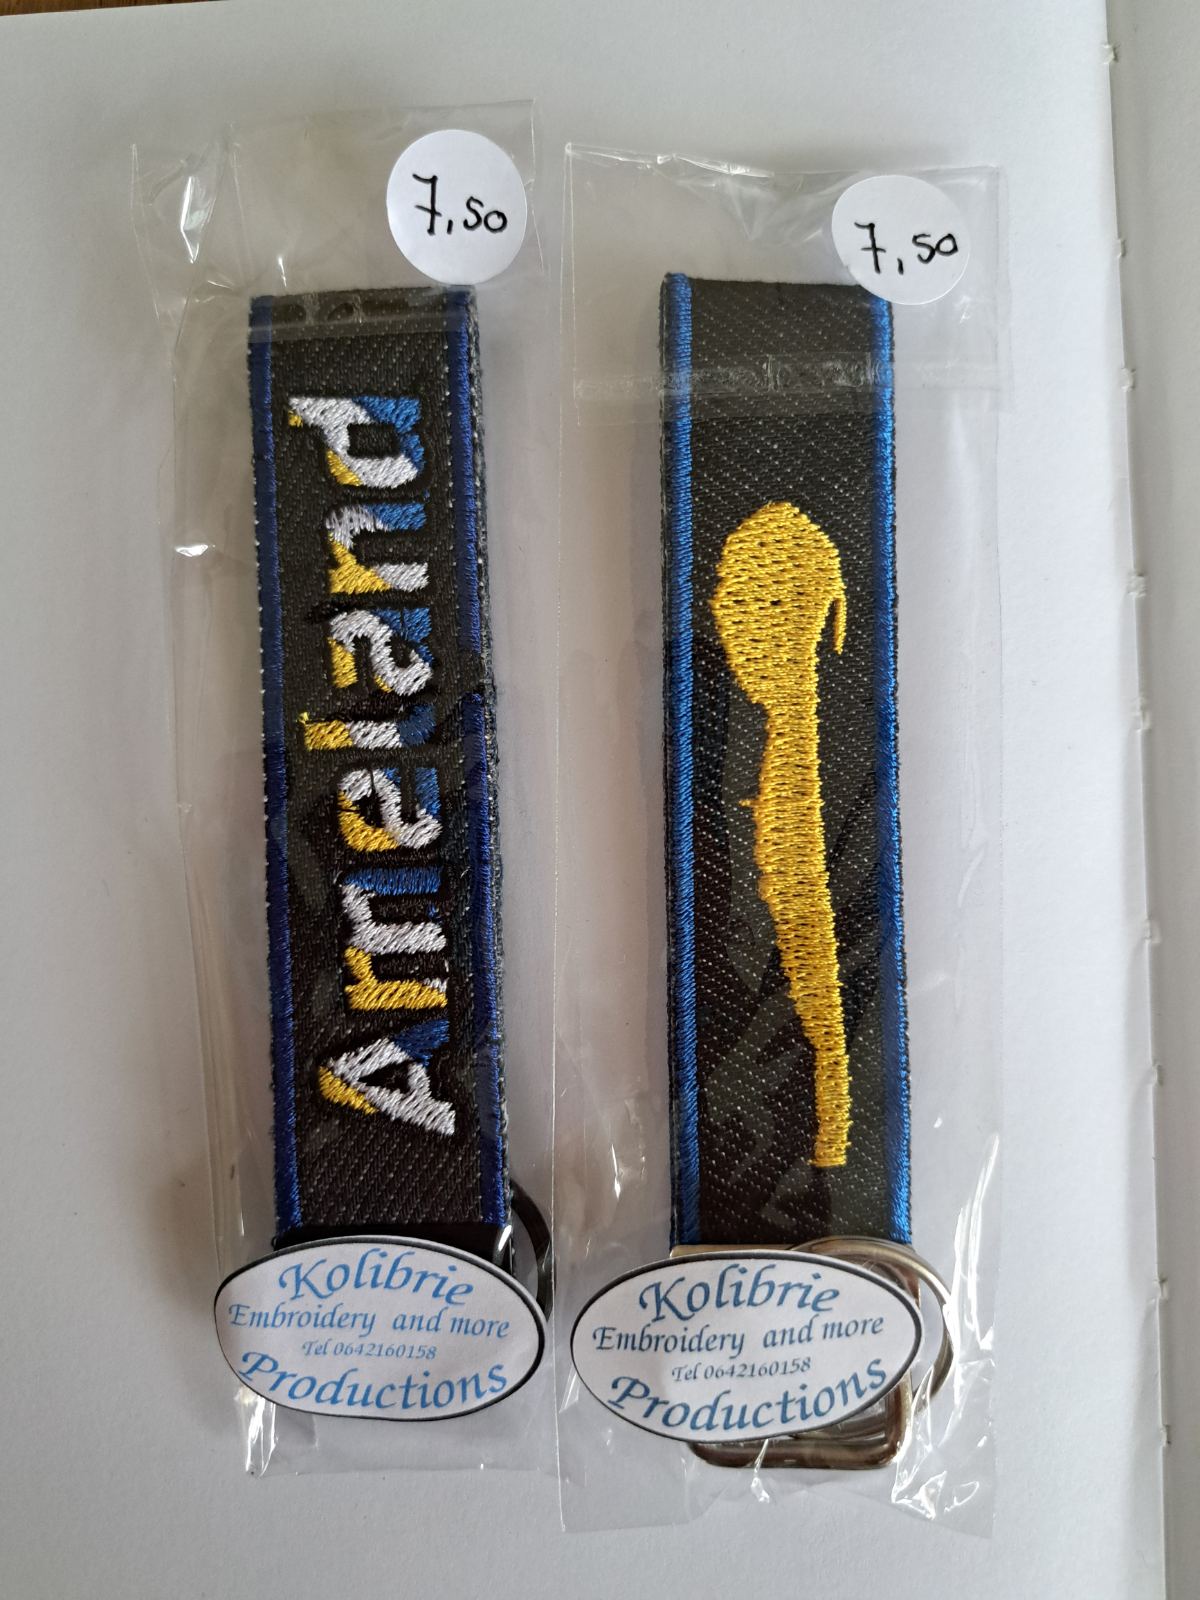 7,50
7,50
Ameland
Kolibrie
Embroidery and more
Tel 0642160158
Productions
Kolibrie
Embroidery and more
Tel 0642160158
Productions